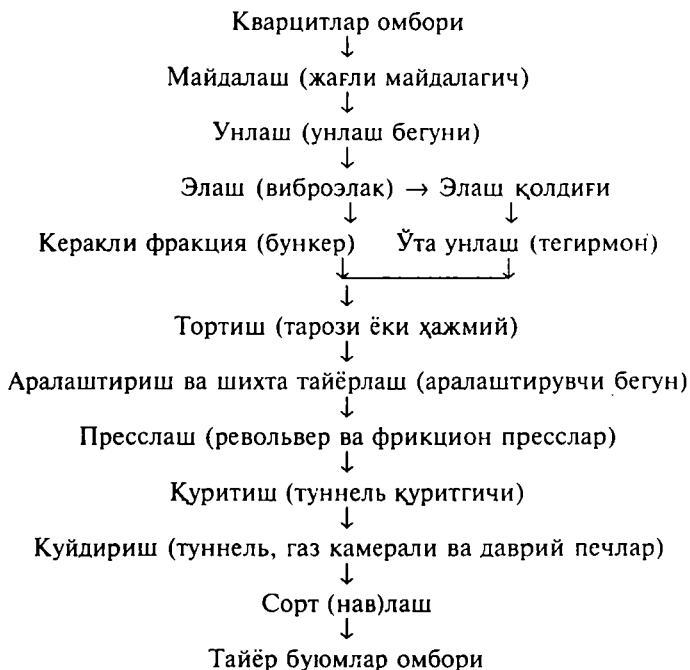 Кварцитлар омбори
↓
Майдалаш (жағли майдалагич)
↓
Унлаш (унлаш бегуни)
↓
Элаш (виброэлак) → Элаш қолдиғи
↓ ↓
Керакли фракция (бункер) Ўта унлаш (тегирмон)
↓ ↓
↓
Тортиш (тарози ёки ҳажмий)
↓
Аралаштириш ва шихта тайёрлаш (аралаштирувчи бегун)
↓
Пресслаш (револьвер ва фрикцион пресслар)
↓
Қуритиш (туннель қуритгичи)
↓
Куйдириш (туннель, газ камерали ва даврий печлар)
↓
Сорт (нав)лаш
↓
Тайёр буюмлар омбори